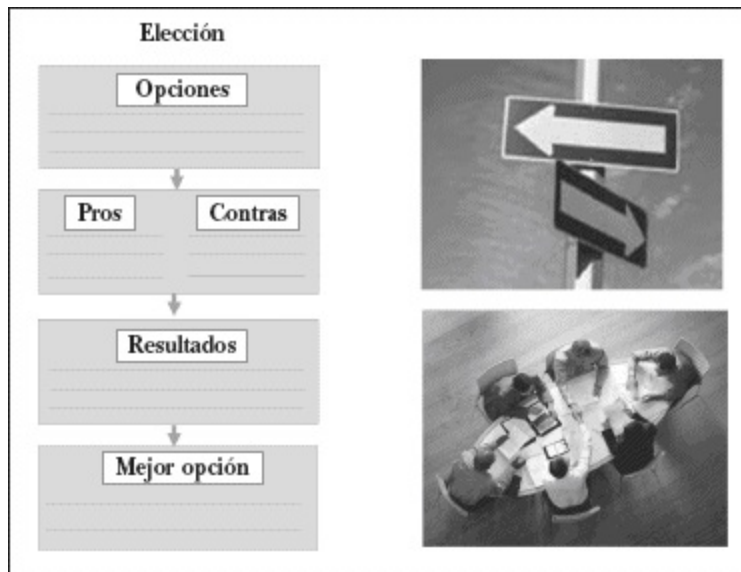 Elección
Opciones
Pros
Contras
Resultados
Mejor opción